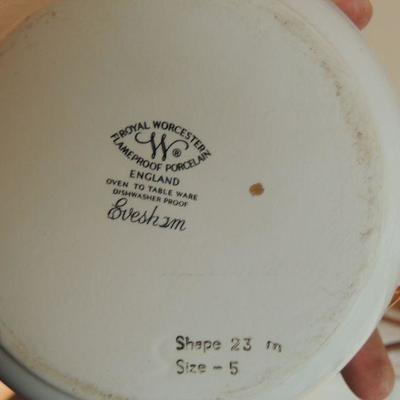 ROYAL WORCESTER
FLAMEPROOF PORCELAIN
W®
ENGLAND
OVEN TO TABLE WARE
DISHWASHER PROOF
Evesham
Shape 23 m
Size - 5